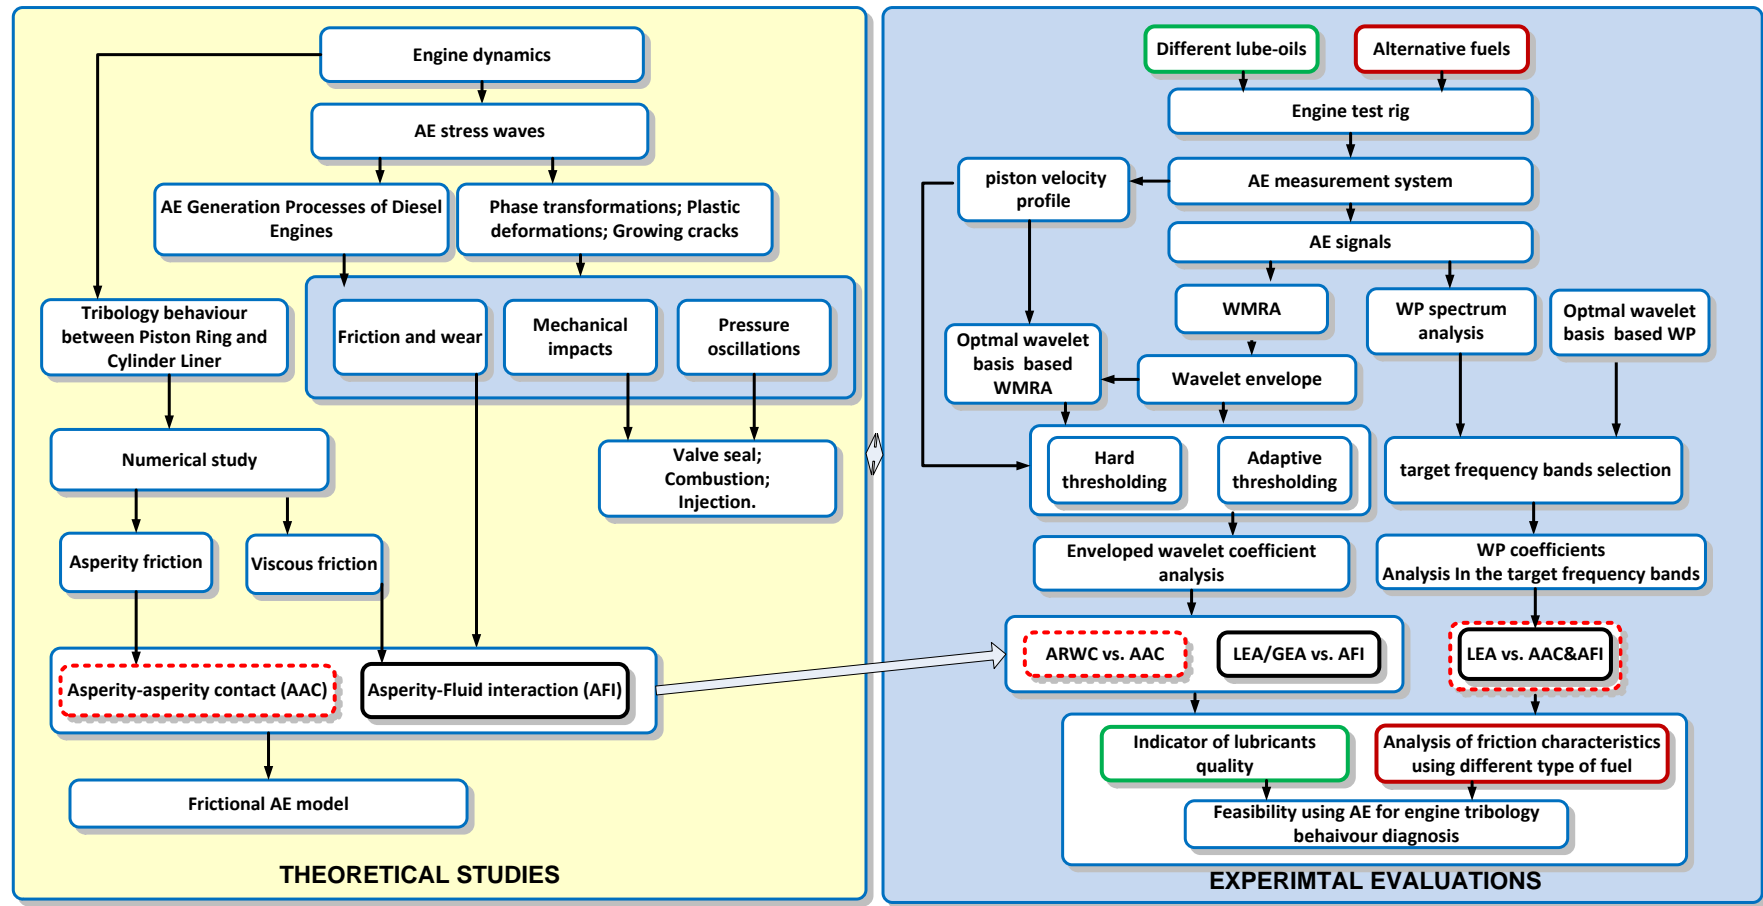 Engine dynamics
AE stress waves
AE Generation Processes of Diesel
Engines
Phase transformations; Plastic
deformations; Growing cracks
Tribology behaviour
between Piston Ring and
Cylinder Liner
Friction and wear
Mechanical
impacts
Pressure
oscillations
Numerical study
Valve seal;
Combustion;
Injection.
Asperity friction
Viscous friction
Asperity-asperity contact (AAC)
Asperity-Fluid interaction (AFI)
Frictional AE model
THEORETICAL STUDIES
Different lube-oils
Alternative fuels
Engine test rig
piston velocity
profile
AE measurement system
AE signals
WMRA
WP spectrum
analysis
Optmal wavelet
basis  based WP
Optmal wavelet
basis  based
WMRA
Wavelet envelope
Hard
thresholding
Adaptive
thresholding
target frequency bands selection
Enveloped wavelet coefficient
analysis
WP coefficients
Analysis In the target frequency bands
ARWC vs. AAC
LEA/GEA vs. AFI
LEA vs. AAC&AFI
Indicator of lubricants
quality
Analysis of friction characteristics
using different type of fuel
Feasibility using AE for engine tribology
behaivour diagnosis
EXPERIMTAL EVALUATIONS